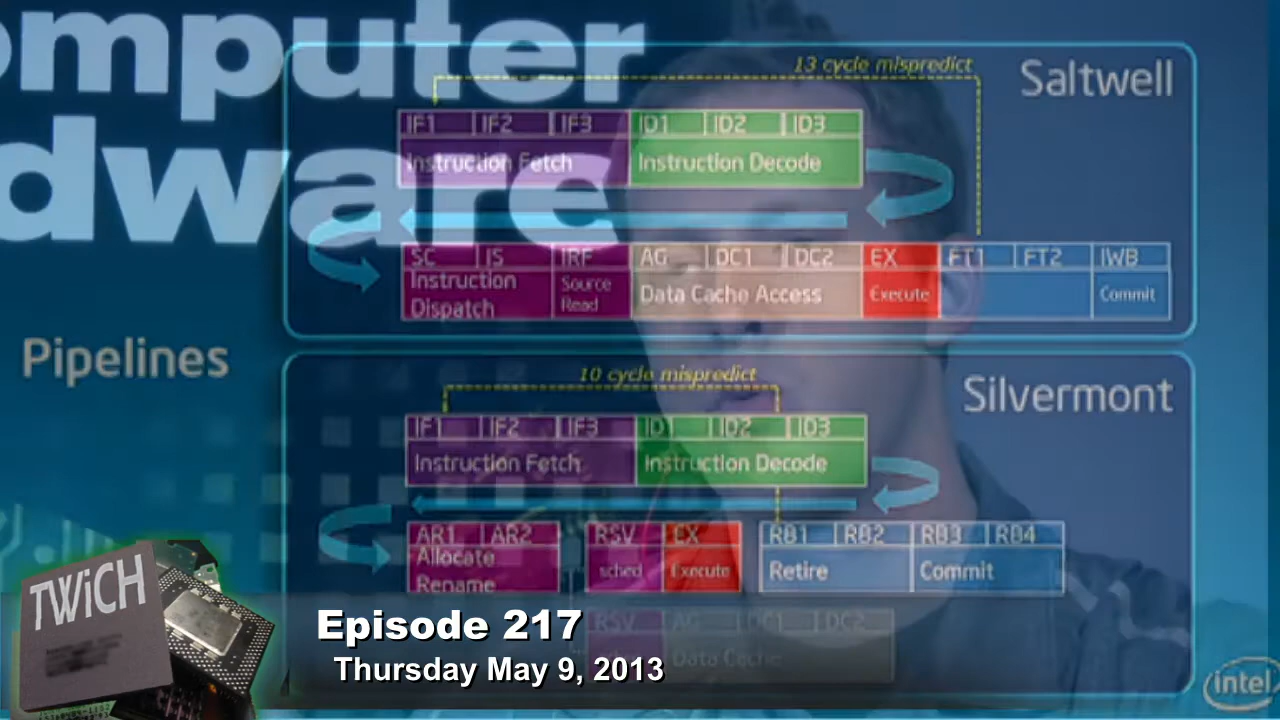 omputer
dware
13 cycle mispredict
Saltwell
IF1 IF2 IF3 ID1 ID2 ID3
Instruction Fetch Instruction Decode
SC IS IRF AG DC1 DC2 EX FT1 FT2 IWB
Instruction Dispatch Source Read Data Cache Access Execute Commit
Pipelines
10 cycle mispredict
Silvermont
IF1 IF2 IF3 ID1 ID2 ID3
Instruction Fetch Instruction Decode
AR1 AR2 RSV EX RB1 RB2 RB3 RB4
Allocate Rename sched Execute Retire Commit
RSV AG DC1 DC2
Data Cache
TWiCH
Episode 217
Thursday May 9, 2013
intel